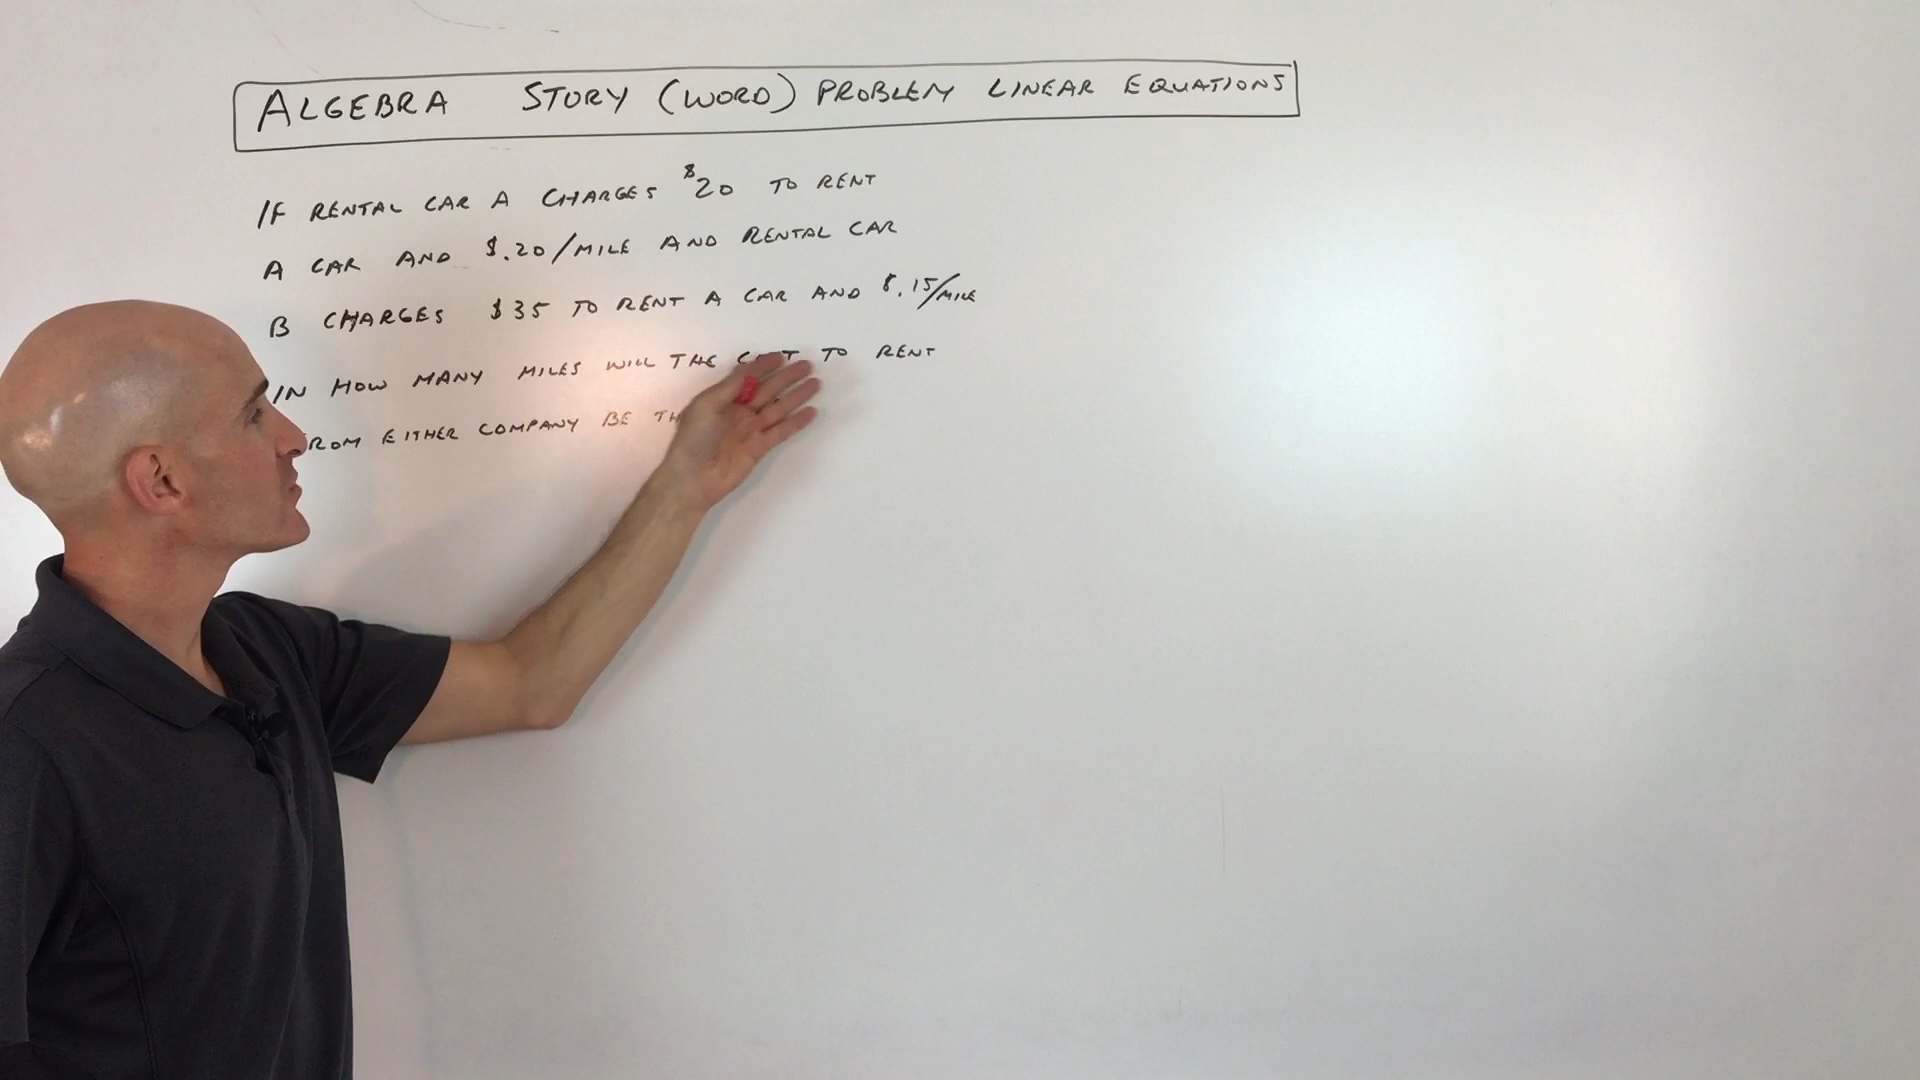 ALGEBRA STORY (WORD) PROBLEM LINEAR EQUATIONS
IF RENTAL CAR A CHARGES $20 TO RENT
A CAR AND $.20/MILE AND RENTAL CAR
B CHARGES $35 TO RENT A CAR AND $.15/MILE
IN HOW MANY MILES WILL THE TO RENT
ROM EITHER COMPANY BE TH